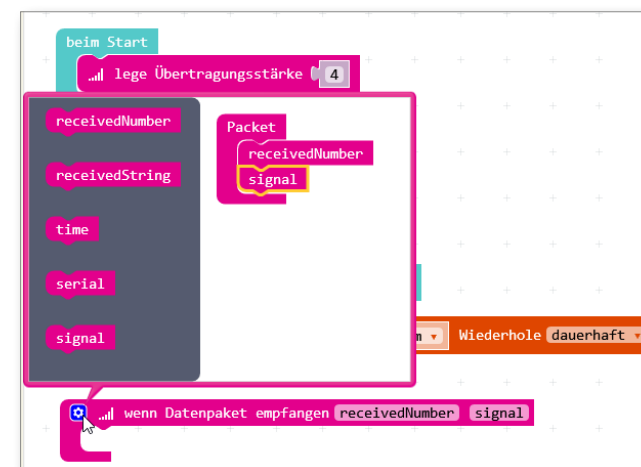 beim Start
lege Übertragungsstärke 4
receivedNumber
receivedString
time
serial
signal
Packet
receivedNumber
signal
Wiederhole dauerhaft
wenn Datenpaket empfangen receivedNumber signal